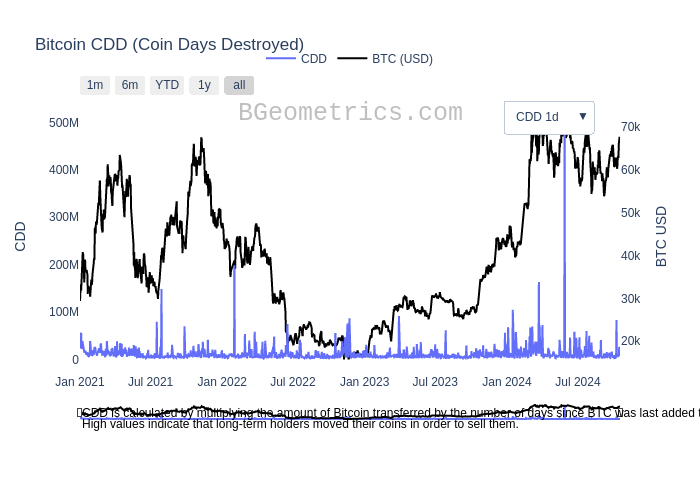 Bitcoin CDD (Coin Days Destroyed)
CDD BTC (USD)
1m 6m YTD 1y all
BGeometrics.com
CDD 1d ▼
500M
400M
300M
200M
100M
0
CDD
70k
60k
50k
40k
30k
20k
BTC USD
Jan 2021 Jul 2021 Jan 2022 Jul 2022 Jan 2023 Jul 2023 Jan 2024 Jul 2024
CDD is calculated by multiplying the amount of Bitcoin transferred by the number of days since BTC was last added t
High values indicate that long-term holders moved their coins in order to sell them.